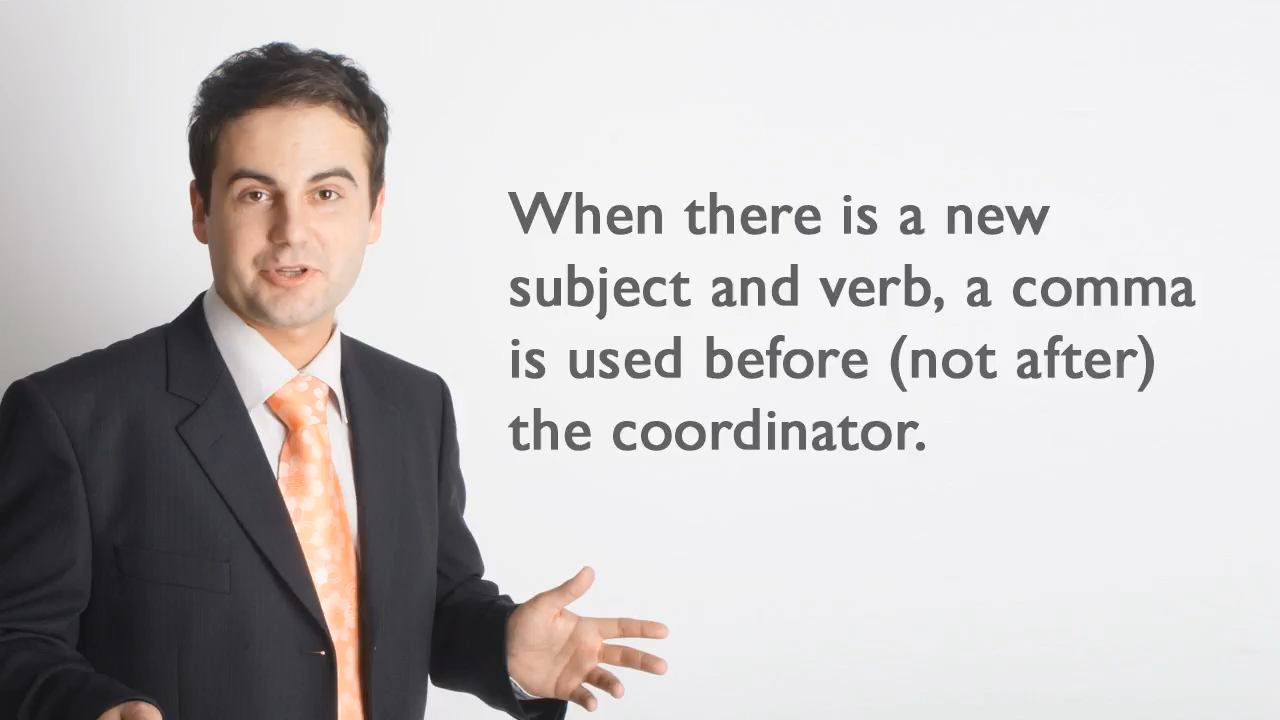 When there is a new
subject and verb, a comma
is used before (not after)
the coordinator.